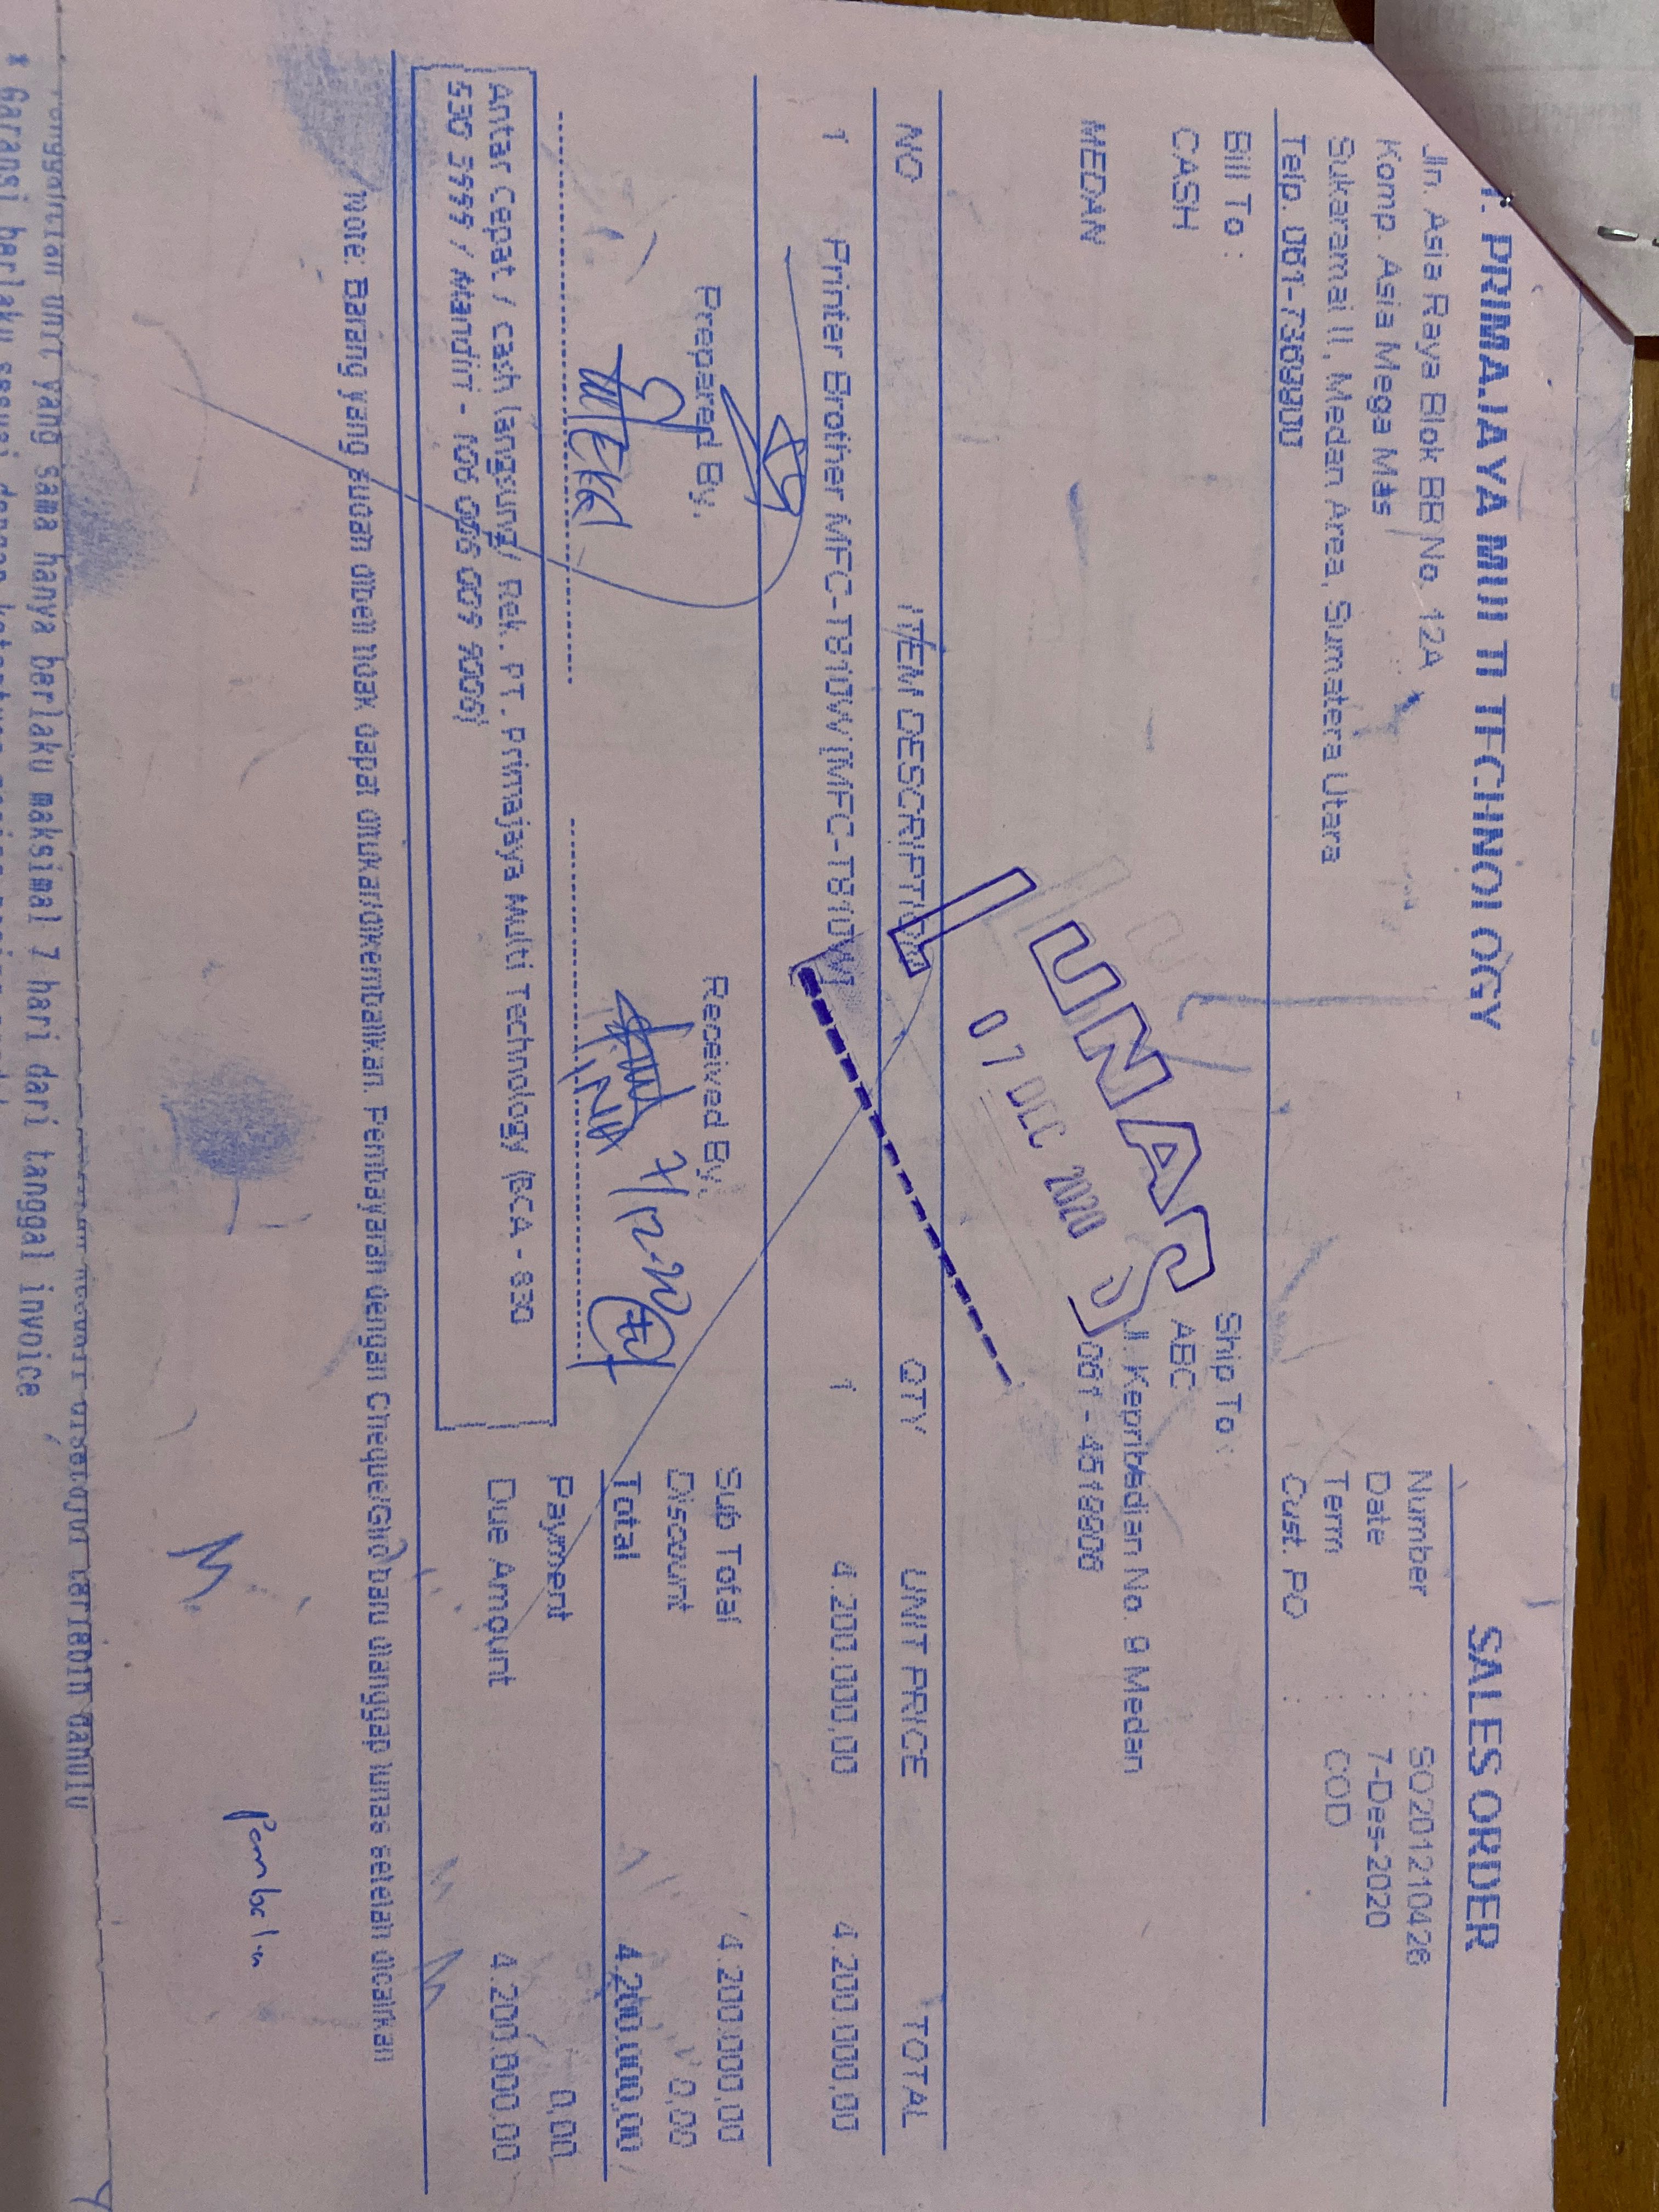 PRIMAJAYA MULTI TECHNOLOGY
SALES ORDER
Jln. Asia Raya Blok BB No. 12A
Komp. Asia Mega Mas
Sukaramai II, Medan Area, Sumatera Utara
Telp. 061-7369900
Number : SO201210426
Date : 7-Des-2020
Term : COD
Cust. PO :
Bill To :
CASH
MEDAN
Ship To :
ABC
Jl. Kepribadian No. 9 Medan
061 - 4518808
LUNAS
07 DEC 2020
NO ITEM DESCRIPTION QTY UNIT PRICE TOTAL
1 Printer Brother MFC-T810W [MFC-T810W] 1 4.200.000,00 4.200.000,00
Prepared By,
Received By,
Sub Total 4.200.000,00
Discount 0,00
Total 4.200.000,00
Payment 0,00
Due Amount 4.200.000,00
7/12-20
Antar Cepat / Cash langsung/ Rek. PT. Primajaya Multi Technology (BCA - 830
530 5999 / Mandiri - 106 006 009 9006)
Note: Barang yang sudah dibeli tidak dapat ditukar/dikembalikan. Pembayaran dengan Cheque/Giro baru dianggap lunas setelah dicairkan
unit yang sama hanya berlaku maksimal 7 hari dari tanggal invoice
* Garansi berlaku sesuai dengan ketentuan
terlebih dahulu